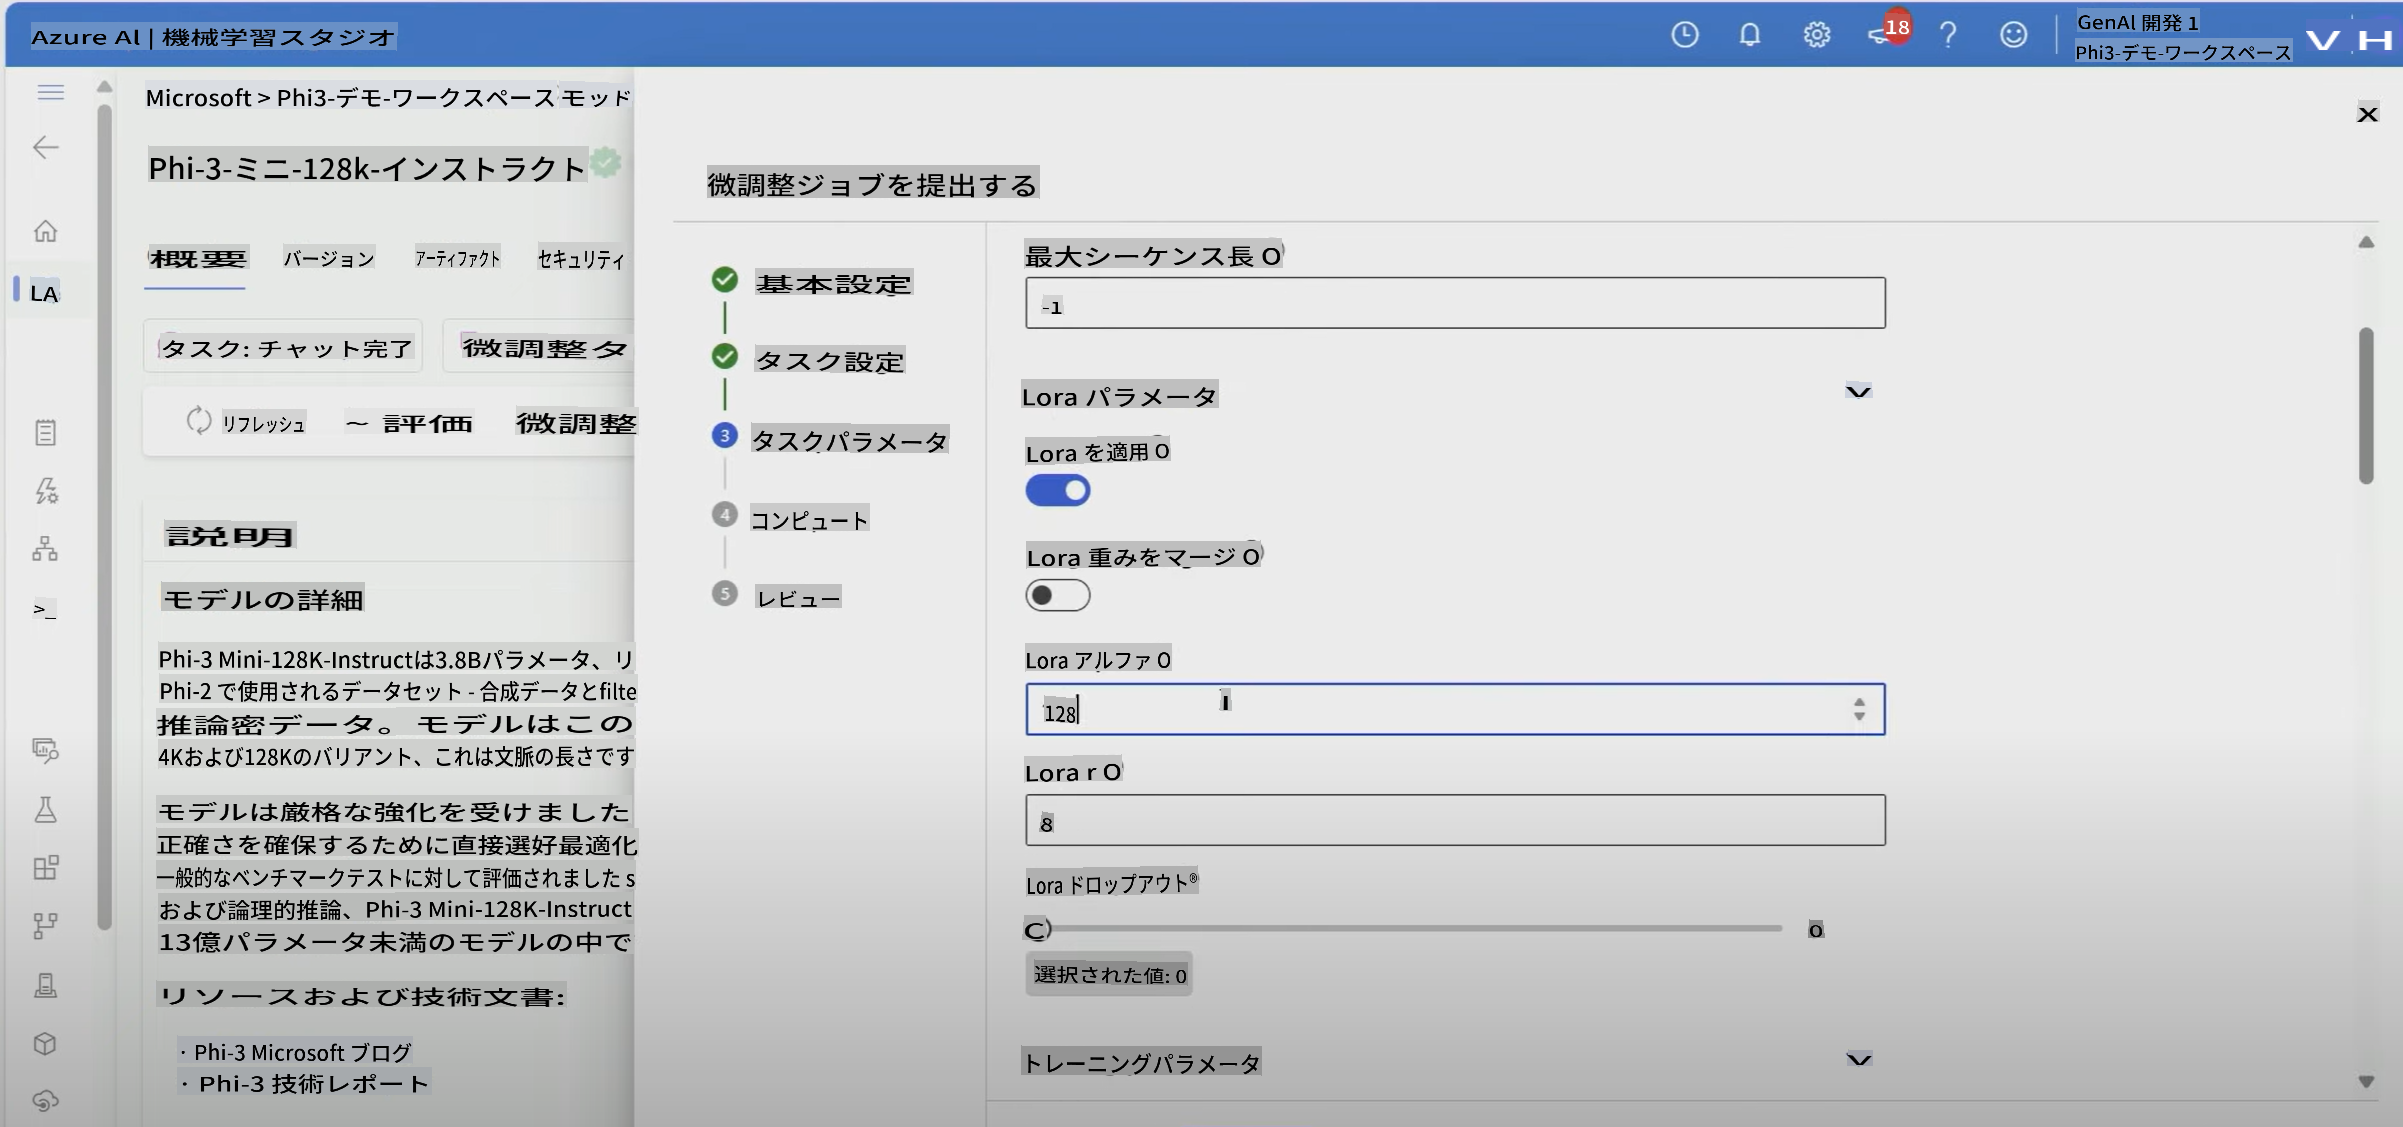 Azure Al | 機械学習スタジオ
18
GenAl 開発 1
Phi3-デモ-ワークスペース
V H
Microsoft > Phi3-デモ-ワークスペース モッド
X
Phi-3-ミニ-128k-インストラクト
微調整ジョブを提出する
概要 バージョン アーティファクト セキュリティ
LA
タスク: チャット完了 微調整タ
リフレッシュ ~ 評価 微調整
説明
モデルの詳細
>_
Phi-3 Mini-128K-Instructは3.8Bパラメータ、リ
Phi-2 で使用されるデータセット - 合成データとfilte
推論密データ。モデルはこの
4Kおよび128Kのバリアント、これは文脈の長さです
モデルは厳格な強化を受けました
正確さを確保するために直接選好最適化
一般的なベンチマークテストに対して評価されました s
および論理的推論、Phi-3 Mini-128K-Instruct
13億パラメータ未満のモデルの中で
リソースおよび技術文書:
· Phi-3 Microsoft ブログ
· Phi-3 技術レポート
基本設定
タスク設定
3 タスクパラメータ
4 コンピュート
5 レビュー
最大シーケンス長 O
-1
Lora パラメータ
Lora を適用 O
Lora 重みをマージ O
Lora アルファ O
128
Lora r O
8
Lora ドロップアウト®
C 0
選択された値: 0
トレーニングパラメータ